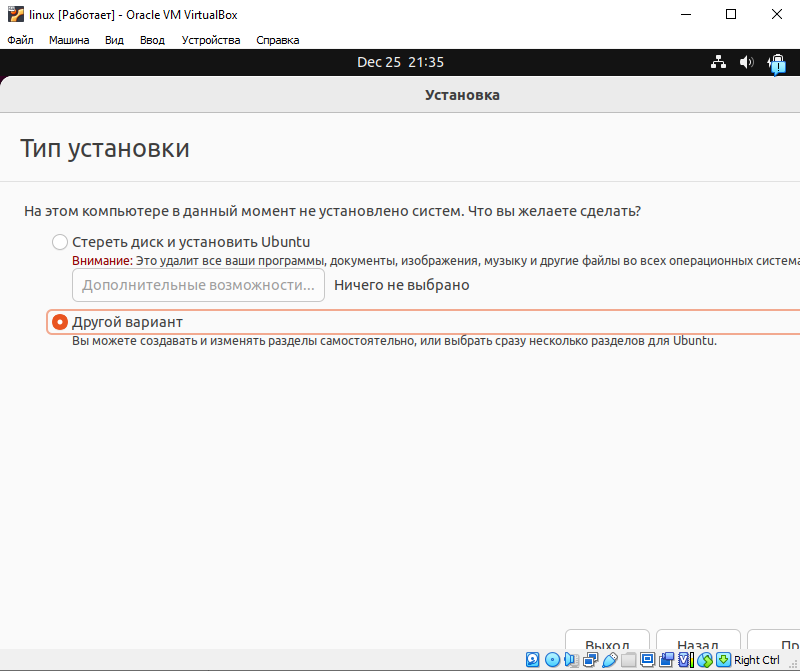 linux [Работает] - Oracle VM VirtualBox
Файл Машина Вид Ввод Устройства Справка
Dec 25 21:35
Установка
Тип установки
На этом компьютере в данный момент не установлено систем. Что вы желаете сделать?
Стереть диск и установить Ubuntu
Внимание: Это удалит все ваши программы, документы, изображения, музыку и другие файлы во всех операционных система
Дополнительные возможности... Ничего не выбрано
Другой вариант
Вы можете создавать и изменять разделы самостоятельно, или выбрать сразу несколько разделов для Ubuntu.
Выход Назад Пр
Right Ctrl